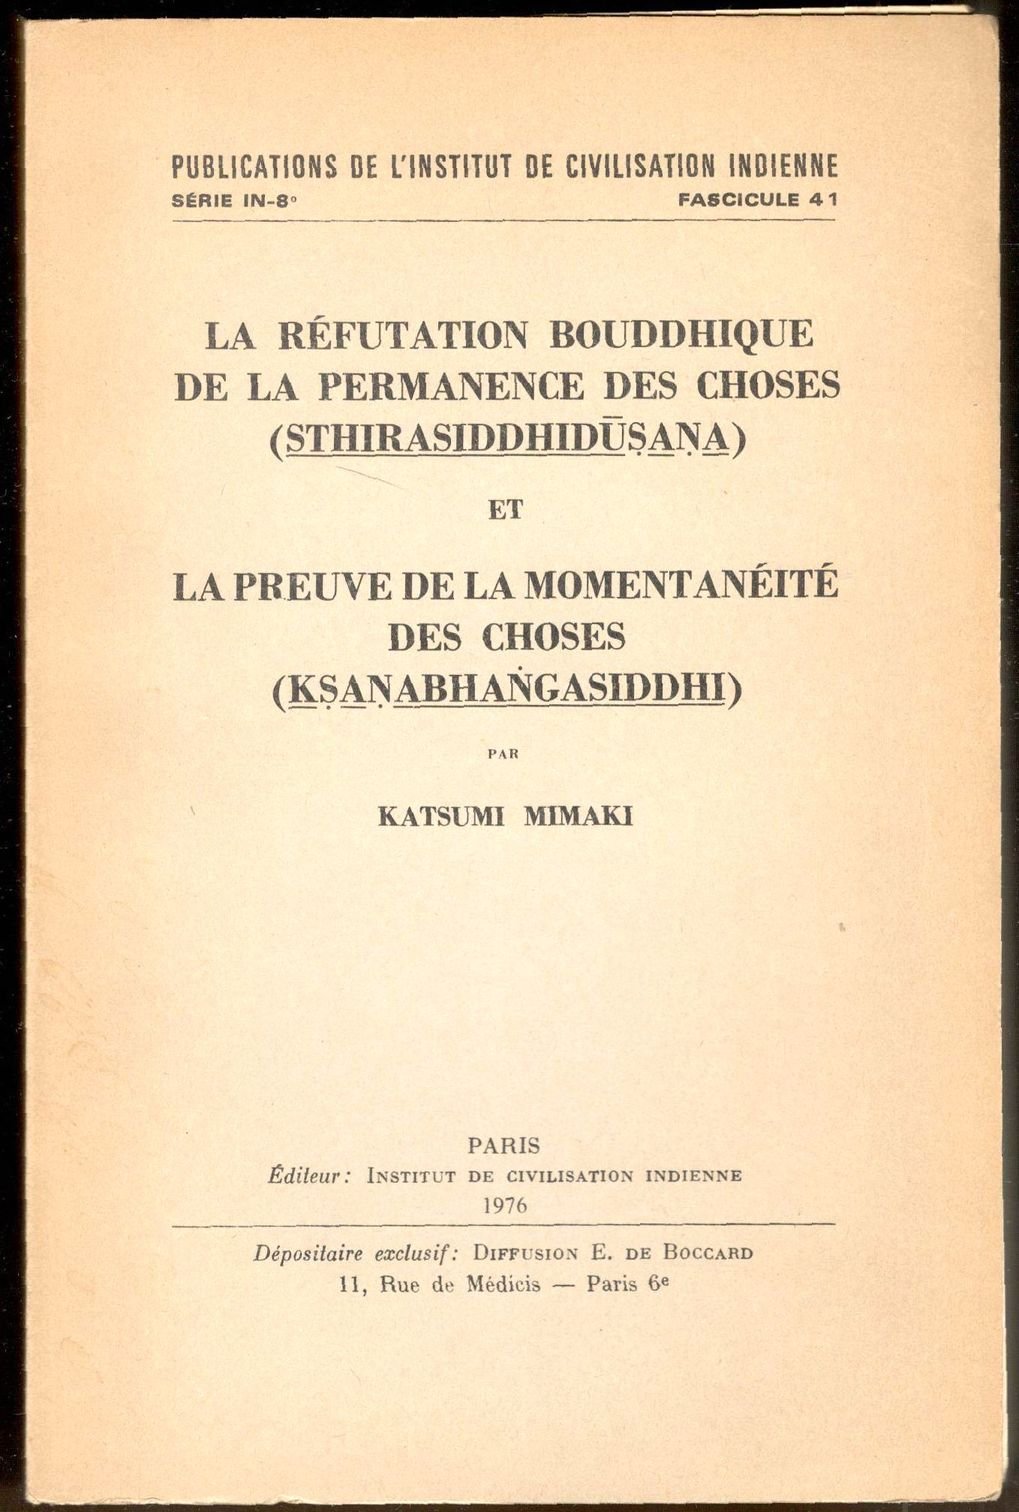 PUBLICATIONS DE L'INSTITUT DE CIVILISATION INDIENNE
SÉRIE IN-8° FASCICULE 41
LA RÉFUTATION BOUDDHIQUE
DE LA PERMANENCE DES CHOSES
(STHIRASIDDHIDŪṢAṆA)
ET
LA PREUVE DE LA MOMENTANÉITÉ
DES CHOSES
(KṢAṆABHAṄGASIDDHI)
PAR
KATSUMI MIMAKI
PARIS
Éditeur: INSTITUT DE CIVILISATION INDIENNE
1976
Dépositaire exclusif: DIFFUSION E. DE BOCCARD
11, Rue de Médicis — Paris 6e